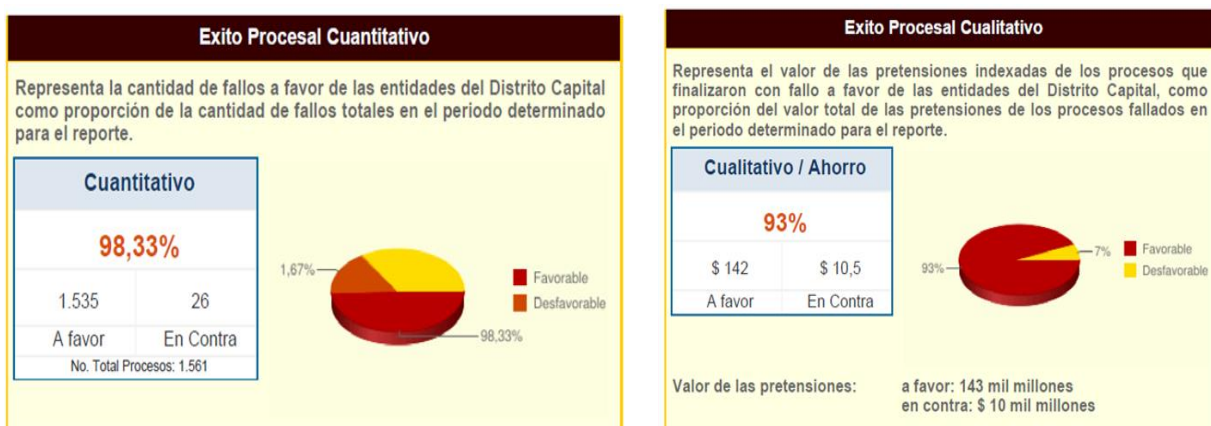 Exito Procesal Cuantitativo
Representa la cantidad de fallos a favor de las entidades del Distrito Capital
como proporción de la cantidad de fallos totales en el periodo determinado
para el reporte.
Cuantitativo
98,33%
1.535 26
A favor En Contra
No. Total Procesos: 1.561
1,67%
98,33%
Favorable
Desfavorable
Exito Procesal Cualitativo
Representa el valor de las pretensiones indexadas de los procesos que
finalizaron con fallo a favor de las entidades del Distrito Capital, como
proporción del valor total de las pretensiones de los procesos fallados en
el periodo determinado para el reporte.
Cualitativo / Ahorro
93%
$ 142 $ 10,5
A favor En Contra
93%
7%
Favorable
Desfavorable
Valor de las pretensiones: a favor: 143 mil millones
en contra: $ 10 mil millones